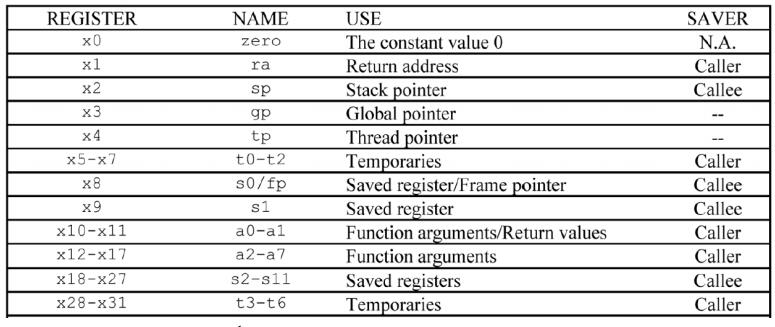 REGISTER NAME USE SAVER
x0 zero The constant value 0 N.A.
x1 ra Return address Caller
x2 sp Stack pointer Callee
x3 gp Global pointer --
x4 tp Thread pointer --
x5-x7 t0-t2 Temporaries Caller
x8 s0/fp Saved register/Frame pointer Callee
x9 s1 Saved register Callee
x10-x11 a0-a1 Function arguments/Return values Caller
x12-x17 a2-a7 Function arguments Caller
x18-x27 s2-s11 Saved registers Callee
x28-x31 t3-t6 Temporaries Caller